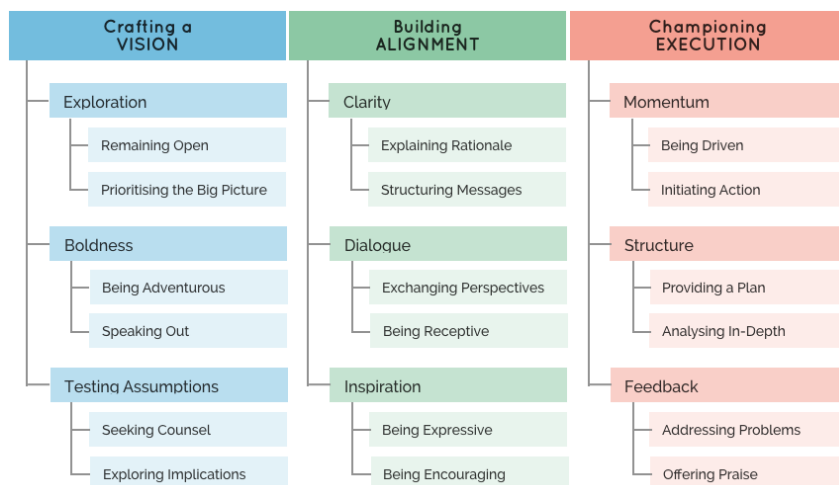 Crafting a
VISION
Exploration
Remaining Open
Prioritising the Big Picture
Boldness
Being Adventurous
Speaking Out
Testing Assumptions
Seeking Counsel
Exploring Implications
Building
ALIGNMENT
Clarity
Explaining Rationale
Structuring Messages
Dialogue
Exchanging Perspectives
Being Receptive
Inspiration
Being Expressive
Being Encouraging
Championing
EXECUTION
Momentum
Being Driven
Initiating Action
Structure
Providing a Plan
Analysing In-Depth
Feedback
Addressing Problems
Offering Praise